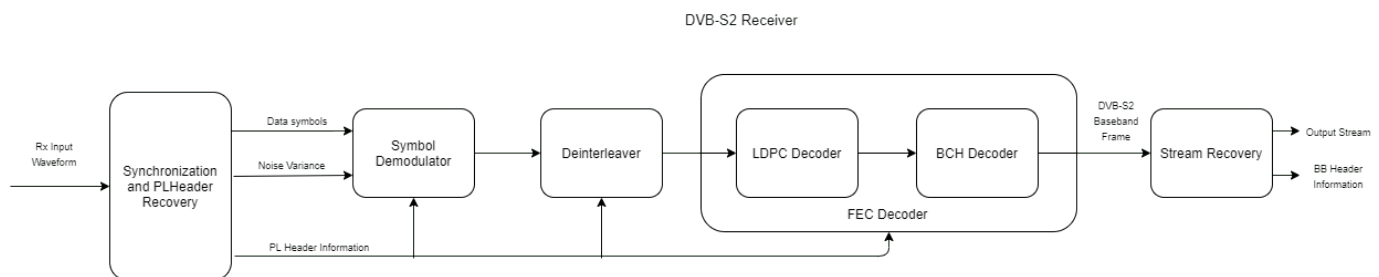 DVB-S2 Receiver
Rx Input
Waveform
Synchronization
and PLHeader
Recovery
Data symbols
Noise Variance
PL Header Information
Symbol
Demodulator
Deinterleaver
LDPC Decoder
BCH Decoder
FEC Decoder
DVB-S2
Baseband
Frame
Stream Recovery
Output Stream
BB Header
Information